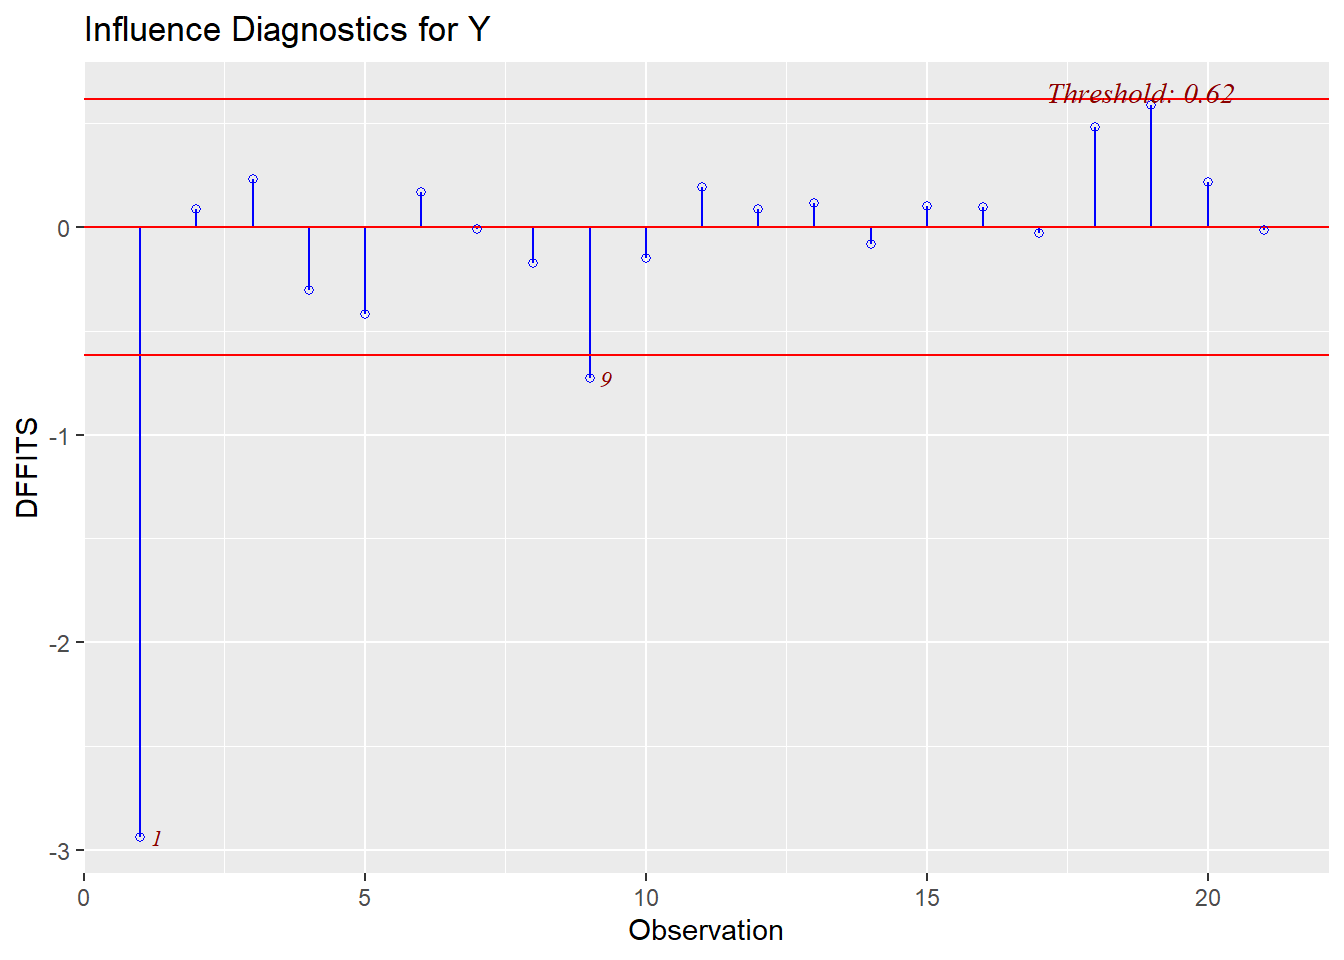 Influence Diagnostics for Y
Threshold: 0.62
0
9
-1
DFFITS
-2
1
-3
0 5 10 15 20
Observation